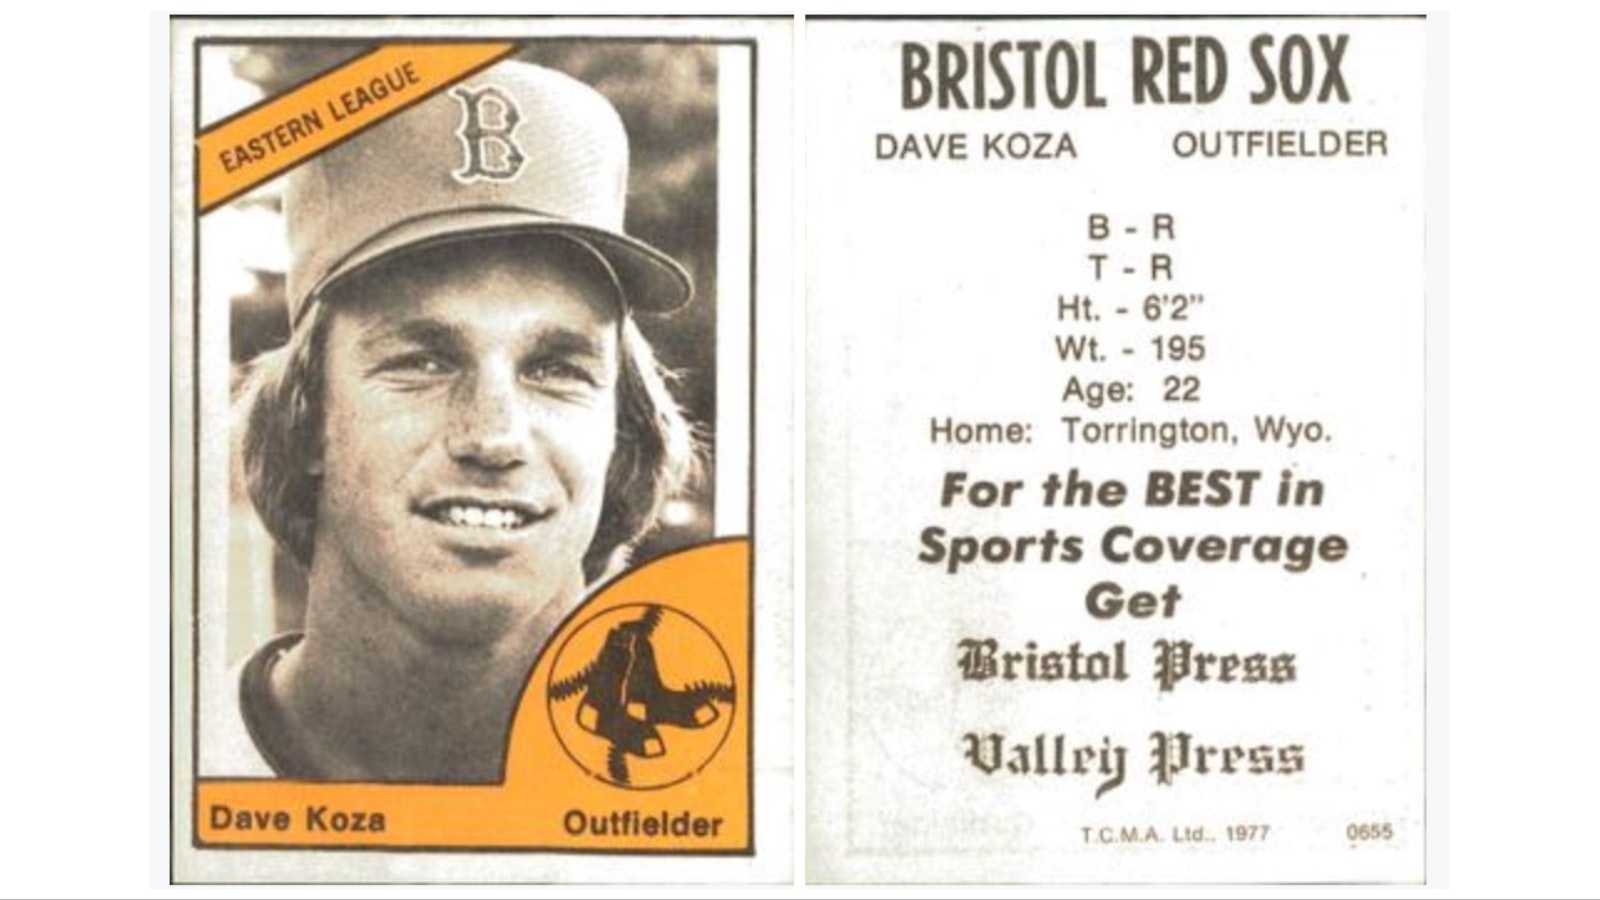 EASTERN LEAGUE
B
Dave Koza Outfielder
BRISTOL RED SOX
DAVE KOZA OUTFIELDER
B - R
T - R
Ht. - 6'2"
Wt. - 195
Age: 22
Home: Torrington, Wyo.
For the BEST in
Sports Coverage
Get
Bristol Press
Valley Press
T.C.M.A. Ltd., 1977 0655